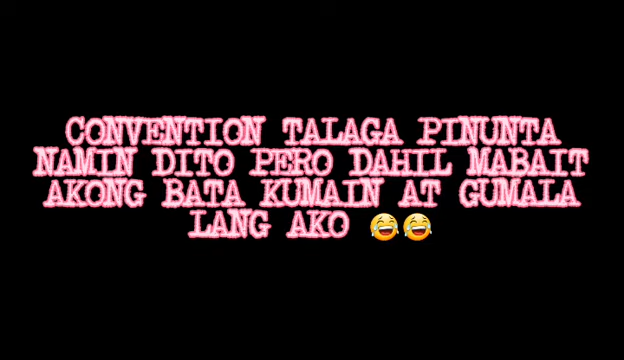 CONVENTION TALAGA PINUNTA
NAMIN DITO PERO DAHIL MABAIT
AKONG BATA KUMAIN AT GUMALA
LANG AKO 😂😂